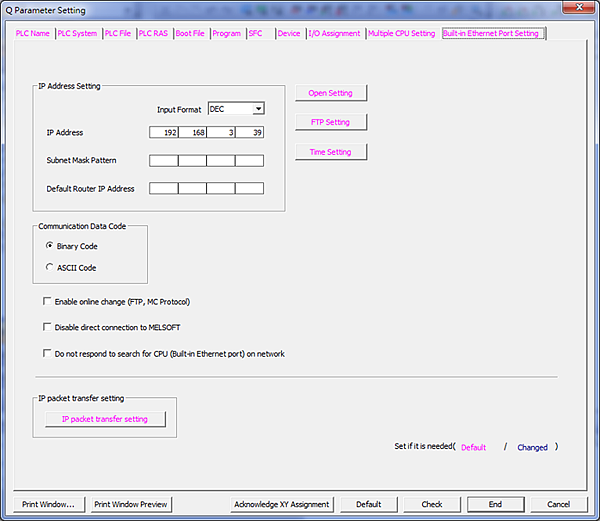 Q Parameter Setting
PLC Name PLC System PLC File PLC RAS Boot File Program SFC Device I/O Assignment Multiple CPU Setting Built-in Ethernet Port Setting
IP Address Setting
Input Format DEC
IP Address 192 168 3 39
Subnet Mask Pattern
Default Router IP Address
Open Setting
FTP Setting
Time Setting
Communication Data Code
Binary Code
ASCII Code
Enable online change (FTP, MC Protocol)
Disable direct connection to MELSOFT
Do not respond to search for CPU (Built-in Ethernet port) on network
IP packet transfer setting
IP packet transfer setting
Set if it is needed( Default / Changed )
Print Window... Print Window Preview Acknowledge XY Assignment Default Check End Cancel